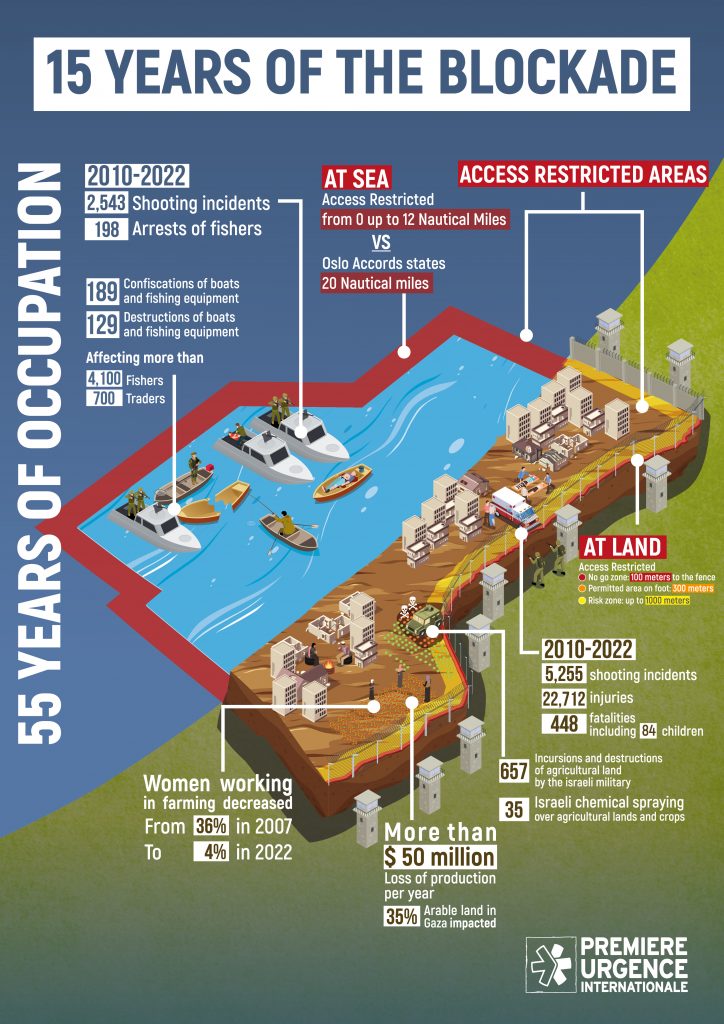 15 YEARS OF THE BLOCKADE
55 YEARS OF OCCUPATION
2010-2022
2,543 Shooting incidents
198 Arrests of fishers
189 Confiscations of boats
and fishing equipment
129 Destructions of boats
and fishing equipment
Affecting more than
4,100 Fishers
700 Traders
AT SEA
Access Restricted
from 0 up to 12 Nautical Miles
VS
Oslo Accords states
20 Nautical miles
ACCESS RESTRICTED AREAS
AT LAND
Access Restricted
No go zone: 100 meters to the fence
Permitted area on foot: 300 meters
Risk zone: up to 1000 meters
2010-2022
5,255 shooting incidents
22,712 injuries
448 fatalities
including 84 children
657 Incursions and destructions
of agricultural land
by the israeli military
35 Israeli chemical spraying
over agricultural lands and crops
Women working
in farming decreased
From 36% in 2007
To 4% in 2022
More than
$ 50 million
Loss of production
per year
35% Arable land in
Gaza impacted
PREMIERE
URGENCE
INTERNATIONALE